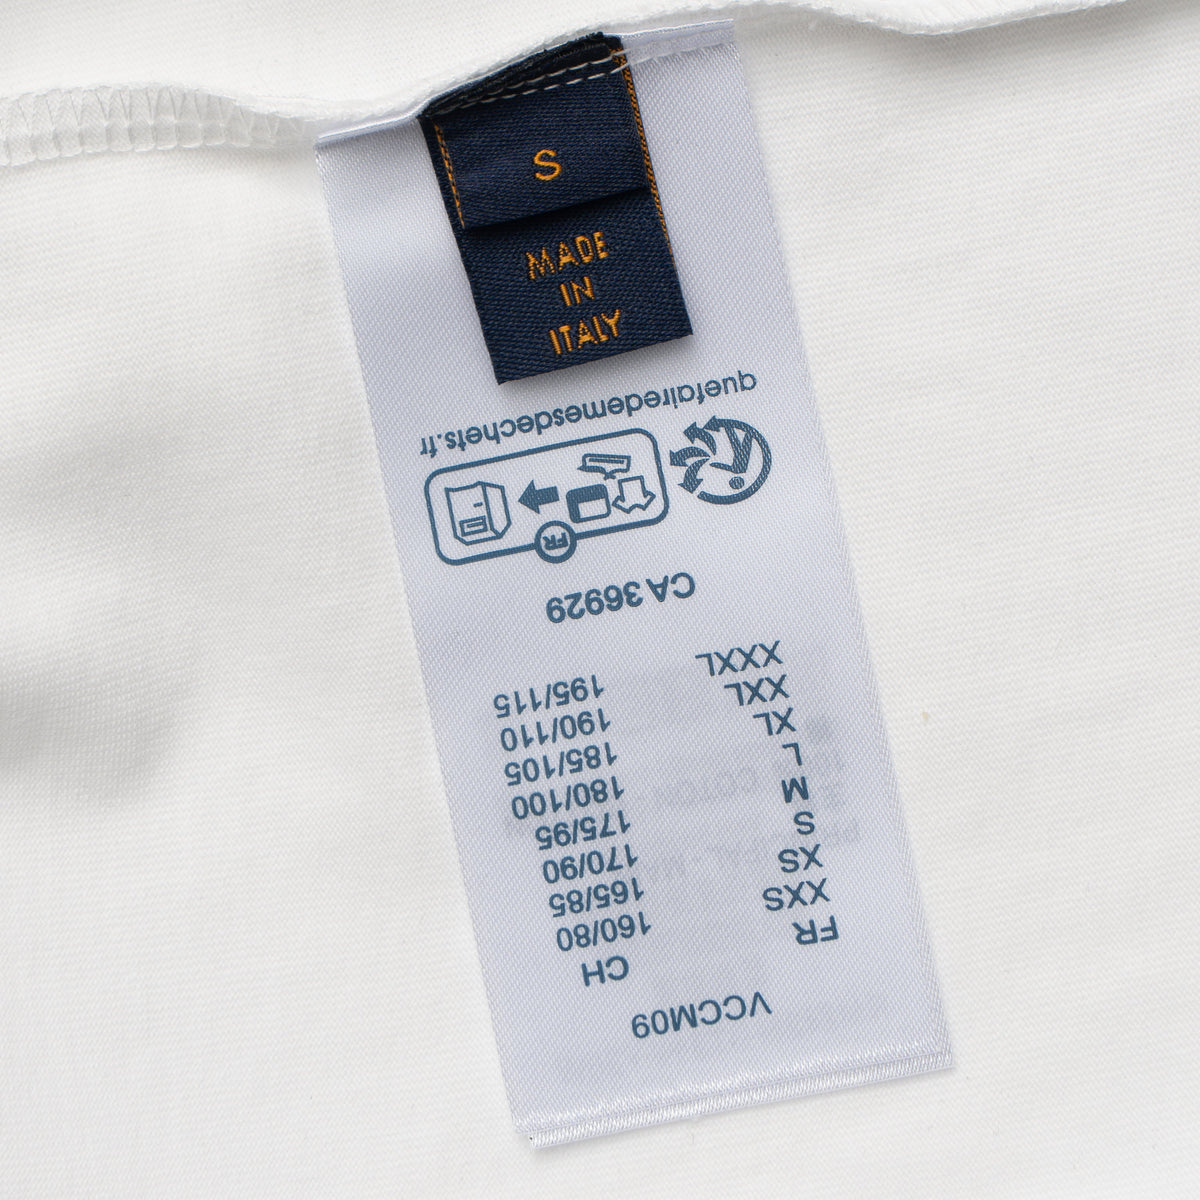 S
MADE
IN
ITALY
VCCM09
FR CH
XXS 160/80
XS 165/85
S 170/90
M 175/95
L 180/100
XL 185/105
XXL 190/110
XXXL 195/115
CA 36929
FR
quefairedemesdechets.fr